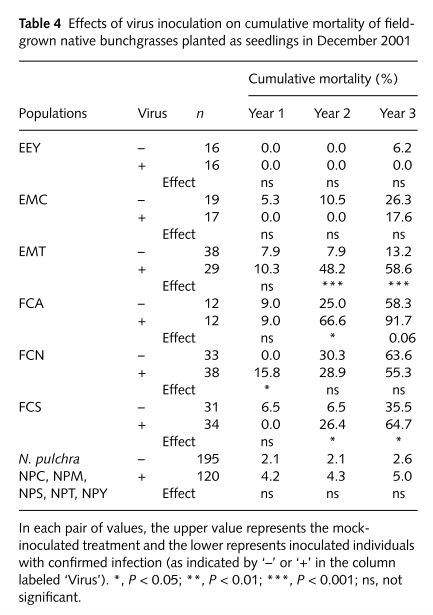 Table 4 Effects of virus inoculation on cumulative mortality of field-
grown native bunchgrasses planted as seedlings in December 2001
Cumulative mortality (%)
Populations Virus n Year 1 Year 2 Year 3
EEY – 16 0.0 0.0 6.2
+ 16 0.0 0.0 0.0
Effect ns ns ns
EMC – 19 5.3 10.5 26.3
+ 17 0.0 0.0 17.6
Effect ns ns ns
EMT – 38 7.9 7.9 13.2
+ 29 10.3 48.2 58.6
Effect ns *** ***
FCA – 12 9.0 25.0 58.3
+ 12 9.0 66.6 91.7
Effect ns * 0.06
FCN – 33 0.0 30.3 63.6
+ 38 15.8 28.9 55.3
Effect * ns ns
FCS – 31 6.5 6.5 35.5
+ 34 0.0 26.4 64.7
Effect ns * *
N. pulchra – 195 2.1 2.1 2.6
NPC, NPM, + 120 4.2 4.3 5.0
NPS, NPT, NPY Effect ns ns ns
In each pair of values, the upper value represents the mock-
inoculated treatment and the lower represents inoculated individuals
with confirmed infection (as indicated by ‘–’ or ‘+’ in the column
labeled ‘Virus’). *, P < 0.05; **, P < 0.01; ***, P < 0.001; ns, not
significant.